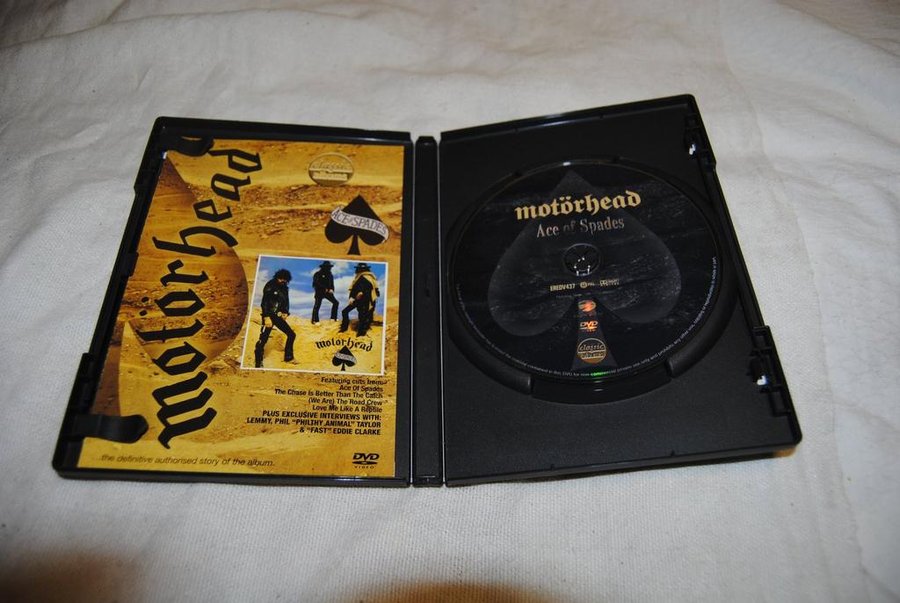 motörhead
classic
albums
ACE OF SPADES
motörhead
Featuring cuts from:
Ace Of Spades
The Chase Is Better Than The Catch
(We Are) The Road Crew
Love Me Like A Reptile
PLUS EXCLUSIVE INTERVIEWS WITH:
LEMMY, PHIL "PHILTHY ANIMAL" TAYLOR
& "FAST" EDDIE CLARKE
the definitive authorised story of the album.
DVD
VIDEO
motörhead
Ace of Spades
EREDV437
PAL
DVD
classic
albums